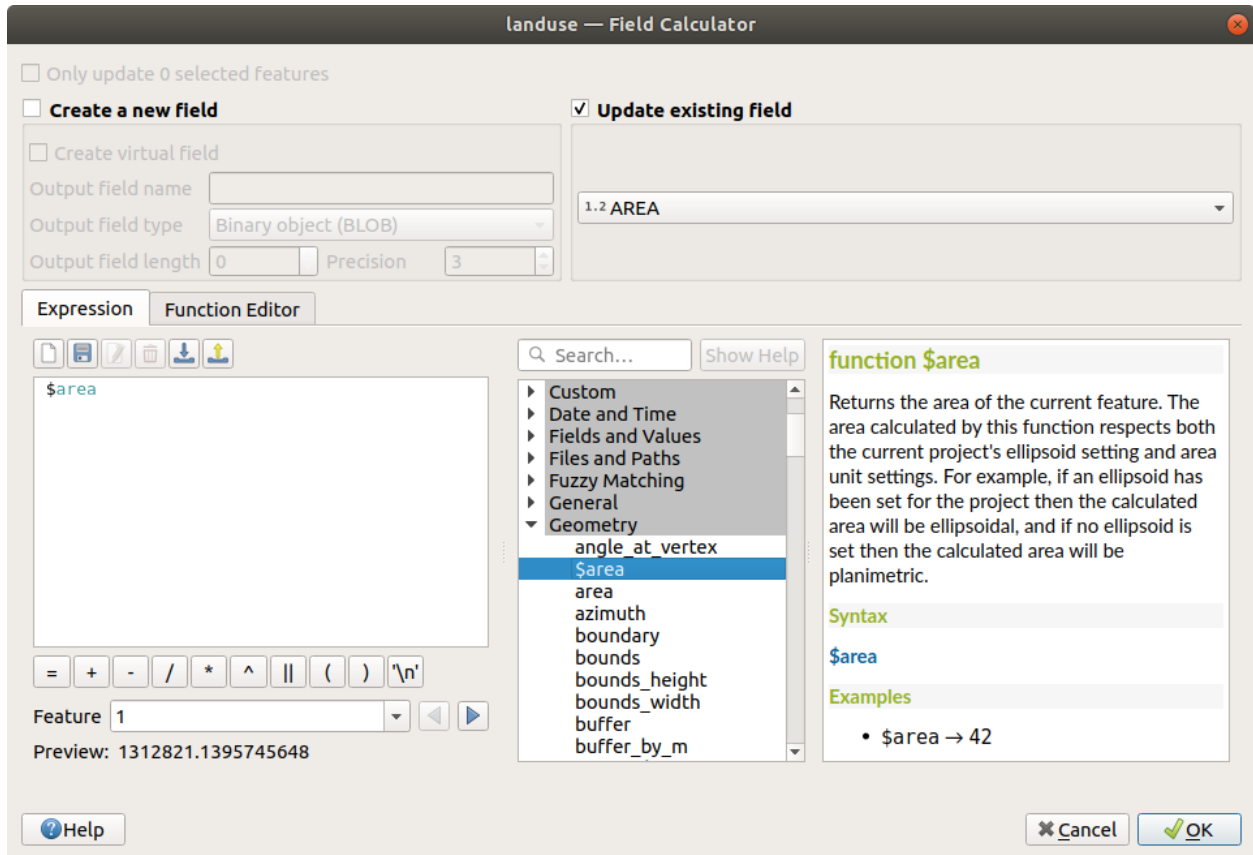 landuse — Field Calculator
Only update 0 selected features
Create a new field
Update existing field
Create virtual field
Output field name
Output field type Binary object (BLOB)
Output field length 0 Precision 3
1.2 AREA
Expression Function Editor
$area
= + - / * ^ || ( ) '\n'
Feature 1
Preview: 1312821.1395745648
Search… Show Help
Custom
Date and Time
Fields and Values
Files and Paths
Fuzzy Matching
General
Geometry
angle_at_vertex
$area
area
azimuth
boundary
bounds
bounds_height
bounds_width
buffer
buffer_by_m
function $area
Returns the area of the current feature. The
area calculated by this function respects both
the current project's ellipsoid setting and area
unit settings. For example, if an ellipsoid has
been set for the project then the calculated
area will be ellipsoidal, and if no ellipsoid is
set then the calculated area will be
planimetric.
Syntax
$area
Examples
• $area → 42
Help
Cancel OK